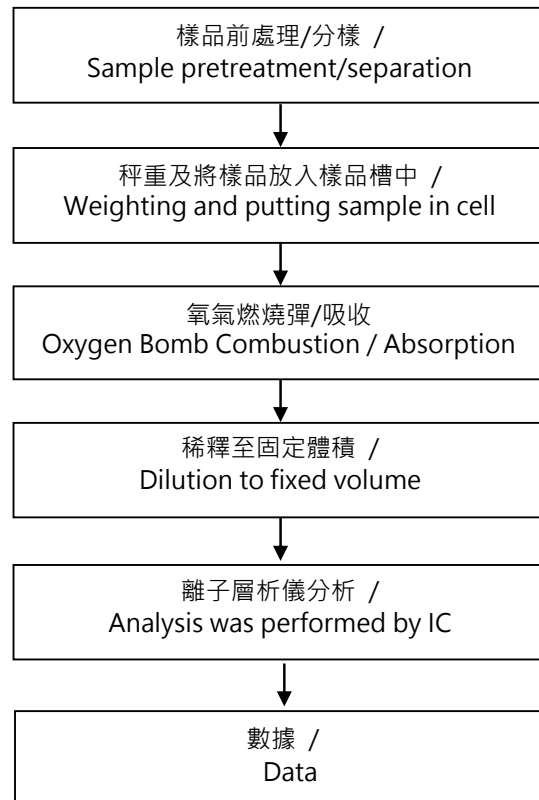 樣品前處理/分樣 /
Sample pretreatment/separation
秤重及將樣品放入樣品槽中 /
Weighting and putting sample in cell
氧氣燃燒彈/吸收
Oxygen Bomb Combustion / Absorption
稀釋至固定體積 /
Dilution to fixed volume
離子層析儀分析 /
Analysis was performed by IC
數據 /
Data